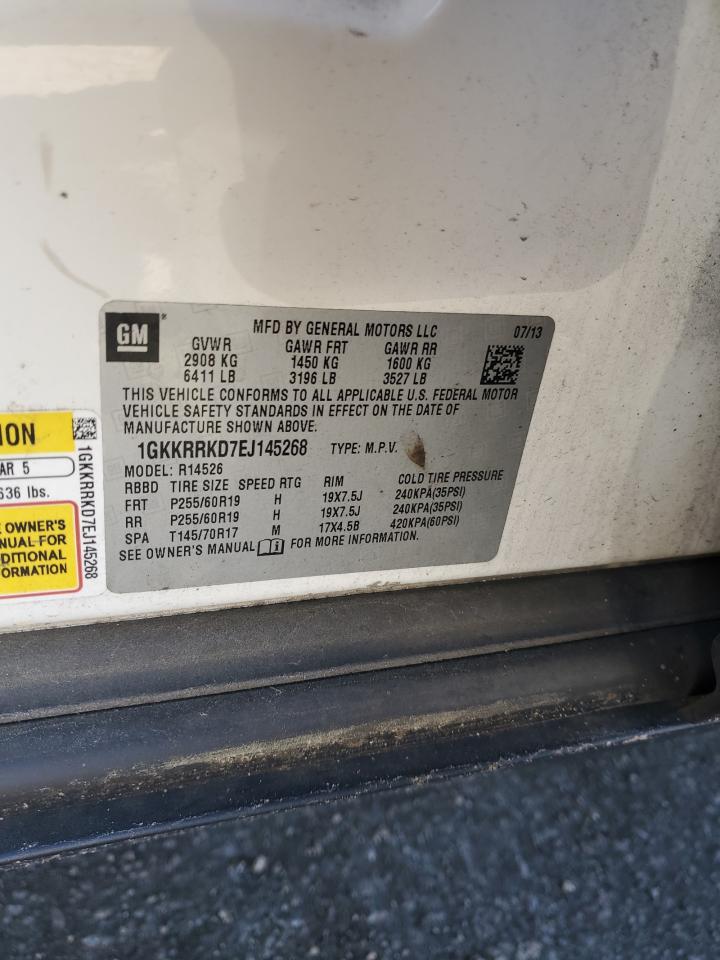 GM
MFD BY GENERAL MOTORS LLC 07/13
GVWR GAWR FRT GAWR RR
2908 KG 1450 KG 1600 KG
6411 LB 3196 LB 3527 LB
THIS VEHICLE CONFORMS TO ALL APPLICABLE U.S. FEDERAL MOTOR
VEHICLE SAFETY STANDARDS IN EFFECT ON THE DATE OF
MANUFACTURE SHOWN ABOVE.
1GKKRRKD7EJ145268 TYPE: M.P.V.
MODEL: R14526
RBBD TIRE SIZE SPEED RTG RIM COLD TIRE PRESSURE
FRT P255/60R19 H 19X7.5J 240KPA(35PSI)
RR P255/60R19 H 19X7.5J 240KPA(35PSI)
SPA T145/70R17 M 17X4.5B 420KPA(60PSI)
SEE OWNER'S MANUAL FOR MORE INFORMATION.
ION
AR 5
636 lbs.
E OWNER'S
NUAL FOR
DITIONAL
FORMATION
1GKKRRKD7EJ145268